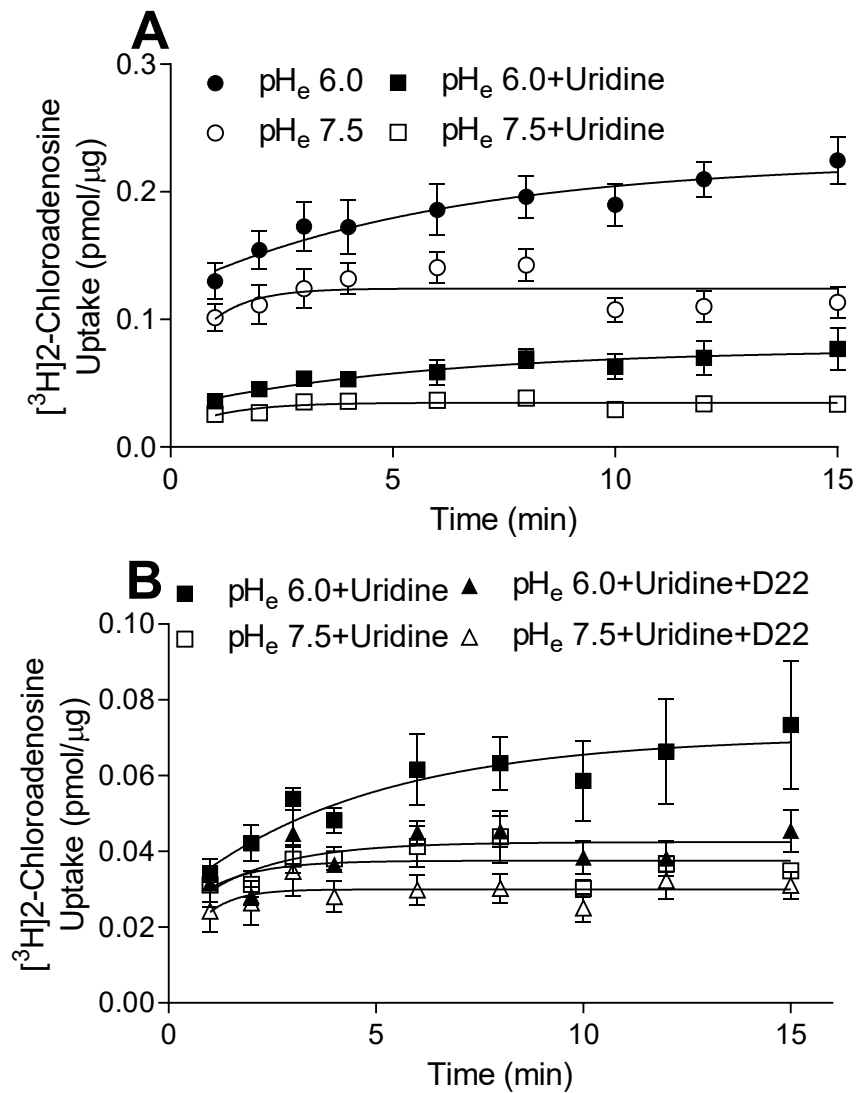 A
0.3
pHe 6.0 pHe 6.0+Uridine
pHe 7.5 pHe 7.5+Uridine
0.2
0.1
0.0
[3H]2-Chloroadenosine
Uptake (pmol/μg)
0 5 10 15
Time (min)
B
pHe 6.0+Uridine pHe 6.0+Uridine+D22
pHe 7.5+Uridine pHe 7.5+Uridine+D22
0.10
0.08
0.06
0.04
0.02
0.00
[3H]2-Chloroadenosine
Uptake (pmol/μg)
0 5 10 15
Time (min)